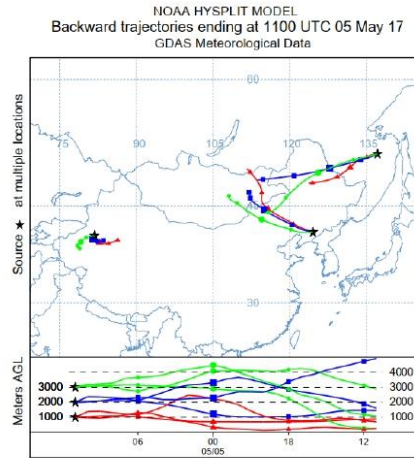 NOAA HYSPLIT MODEL
Backward trajectories ending at 1100 UTC 05 May 17
GDAS Meteorological Data
Source ★ at multiple locations
75 90 105 120 135
60
30
Meters AGL
3000
2000
1000
4000
3000
2000
1000
06 00 18 12
05/05